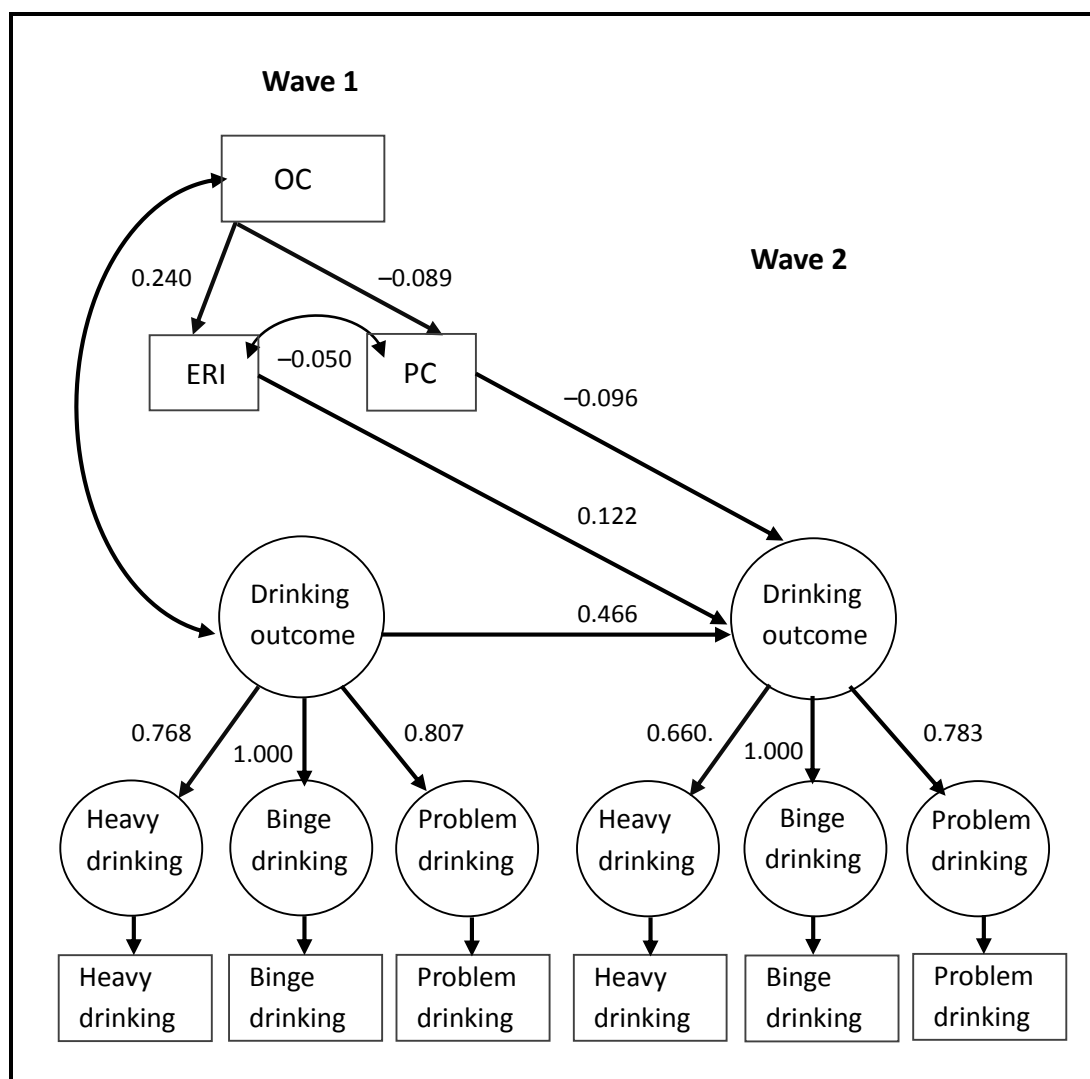 Wave 1
OC
Wave 2
0.240
–0.089
ERI
–0.050
PC
–0.096
0.122
Drinking
outcome
0.466
Drinking
outcome
0.768
1.000
0.807
0.660.
1.000
0.783
Heavy
drinking
Binge
drinking
Problem
drinking
Heavy
drinking
Binge
drinking
Problem
drinking
Heavy
drinking
Binge
drinking
Problem
drinking
Heavy
drinking
Binge
drinking
Problem
drinking